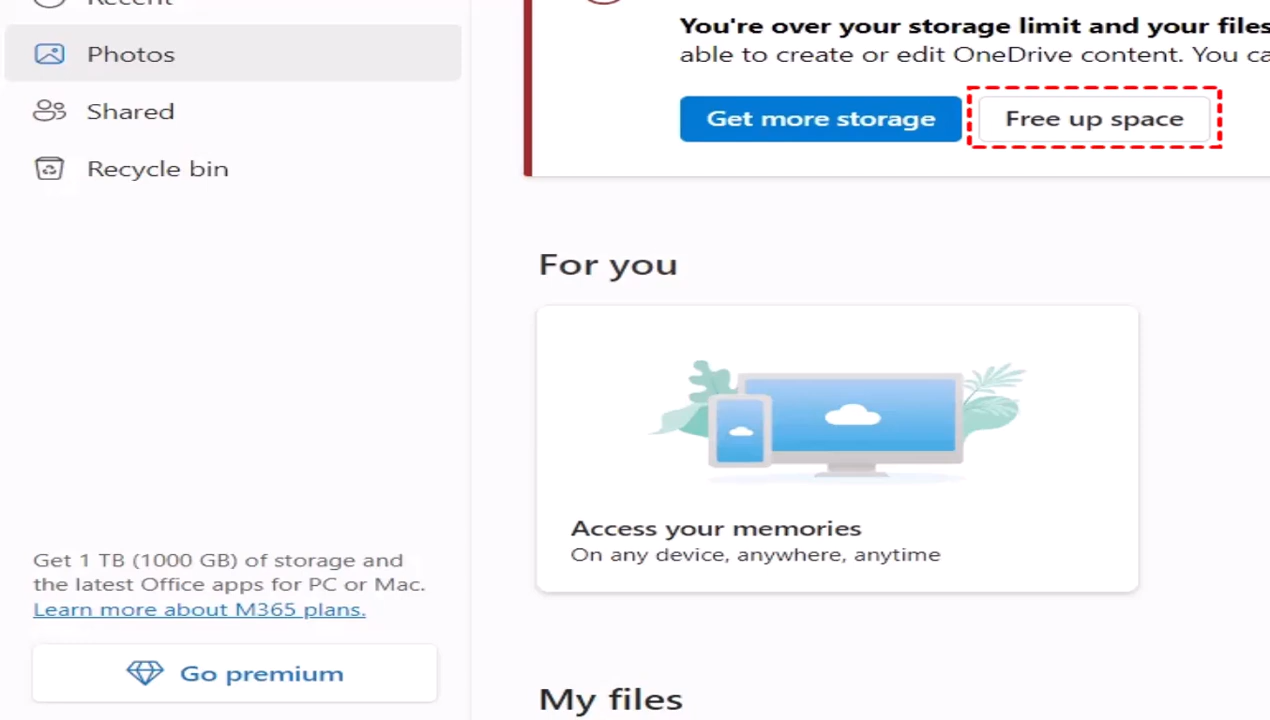 Recent
Photos
Shared
Recycle bin
Get 1 TB (1000 GB) of storage and
the latest Office apps for PC or Mac.
Learn more about M365 plans.
Go premium
You're over your storage limit and your files
able to create or edit OneDrive content. You ca
Get more storage
Free up space
For you
Access your memories
On any device, anywhere, anytime
My files